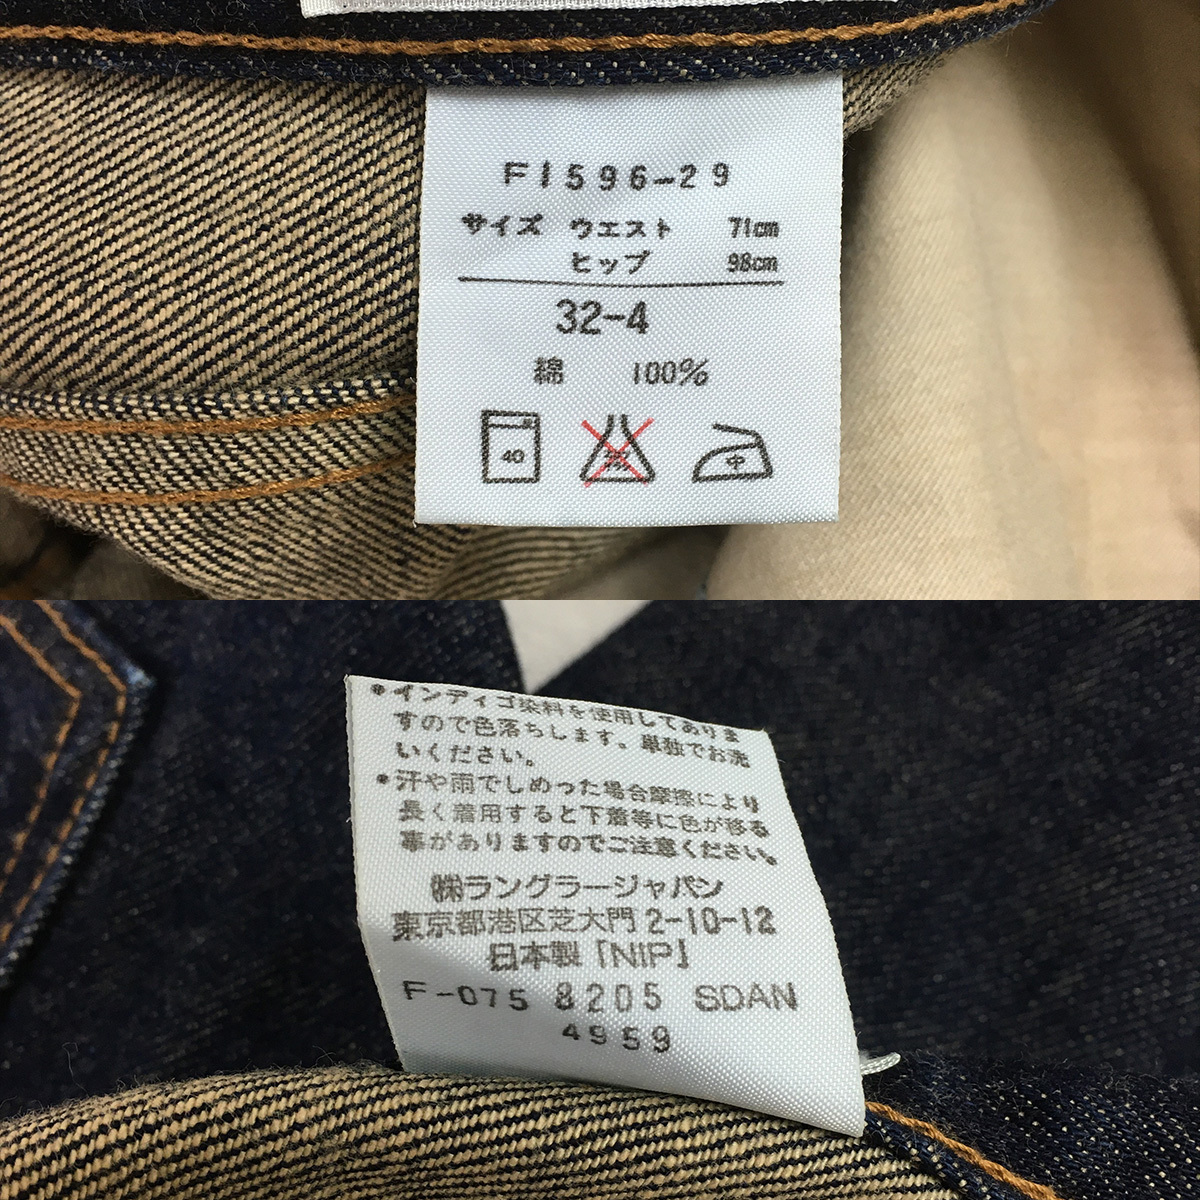 F1596-29
サイズ ウエスト 71cm
ヒップ 98cm
32-4
綿 100%
40
中
•インディゴ染料を使用しておりま
すので色落ちします。単独でお洗
いください。
•汗や雨でしめった場合摩擦により
長く着用すると下着等に色が移る
事がありますのでご注意ください。
㈱ラングラージャパン
東京都港区芝大門2-10-12
日本製「NIP」
F-075 8205 SDAN
4959